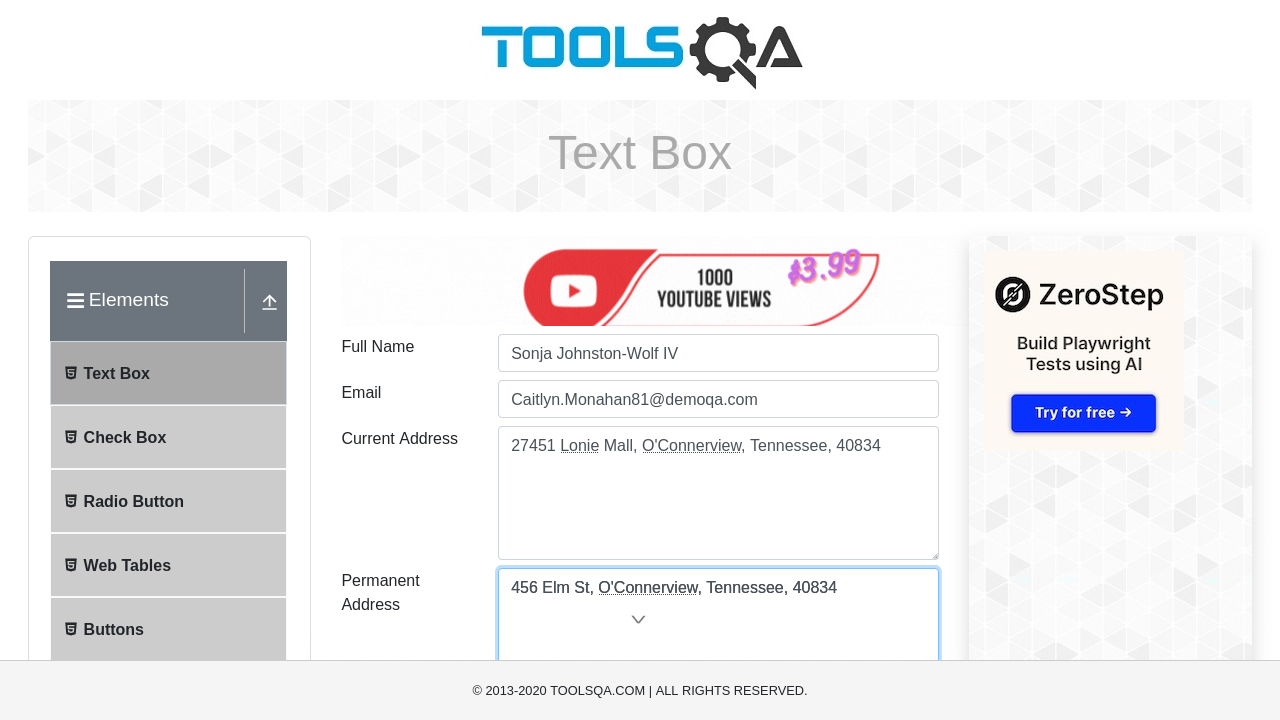 TOOLSQA
Text Box
Elements
Text Box
Check Box
Radio Button
Web Tables
Buttons
1000
YOUTUBE VIEWS
$3.99
Full Name
Sonja Johnston-Wolf IV
Email
Caitlyn.Monahan81@demoqa.com
Current Address
27451 Lonie Mall, O'Connerview, Tennessee, 40834
Permanent
Address
456 Elm St, O'Connerview, Tennessee, 40834
ZeroStep
Build Playwright
Tests using AI
Try for free →
© 2013-2020 TOOLSQA.COM | ALL RIGHTS RESERVED.